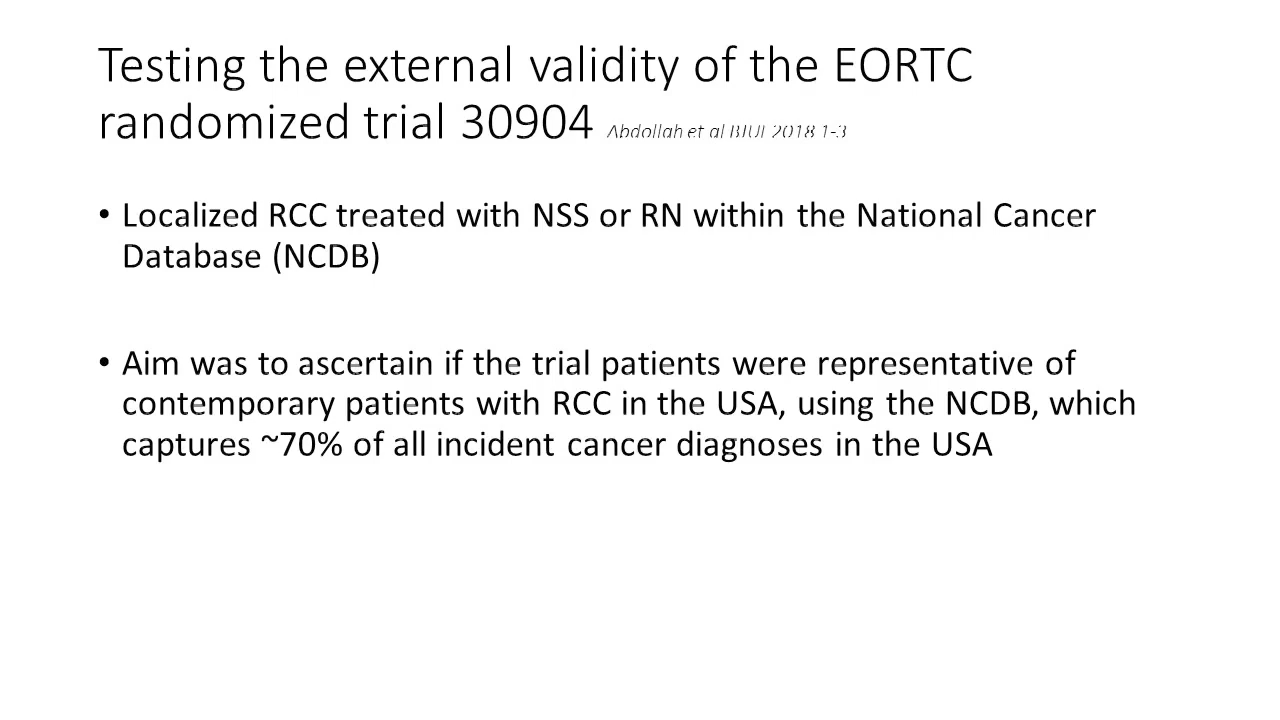 Testing the external validity of the EORTC
randomized trial 30904 Abdollah et al BJUI 2018 1-3
• Localized RCC treated with NSS or RN within the National Cancer
Database (NCDB)
• Aim was to ascertain if the trial patients were representative of
contemporary patients with RCC in the USA, using the NCDB, which
captures ~70% of all incident cancer diagnoses in the USA